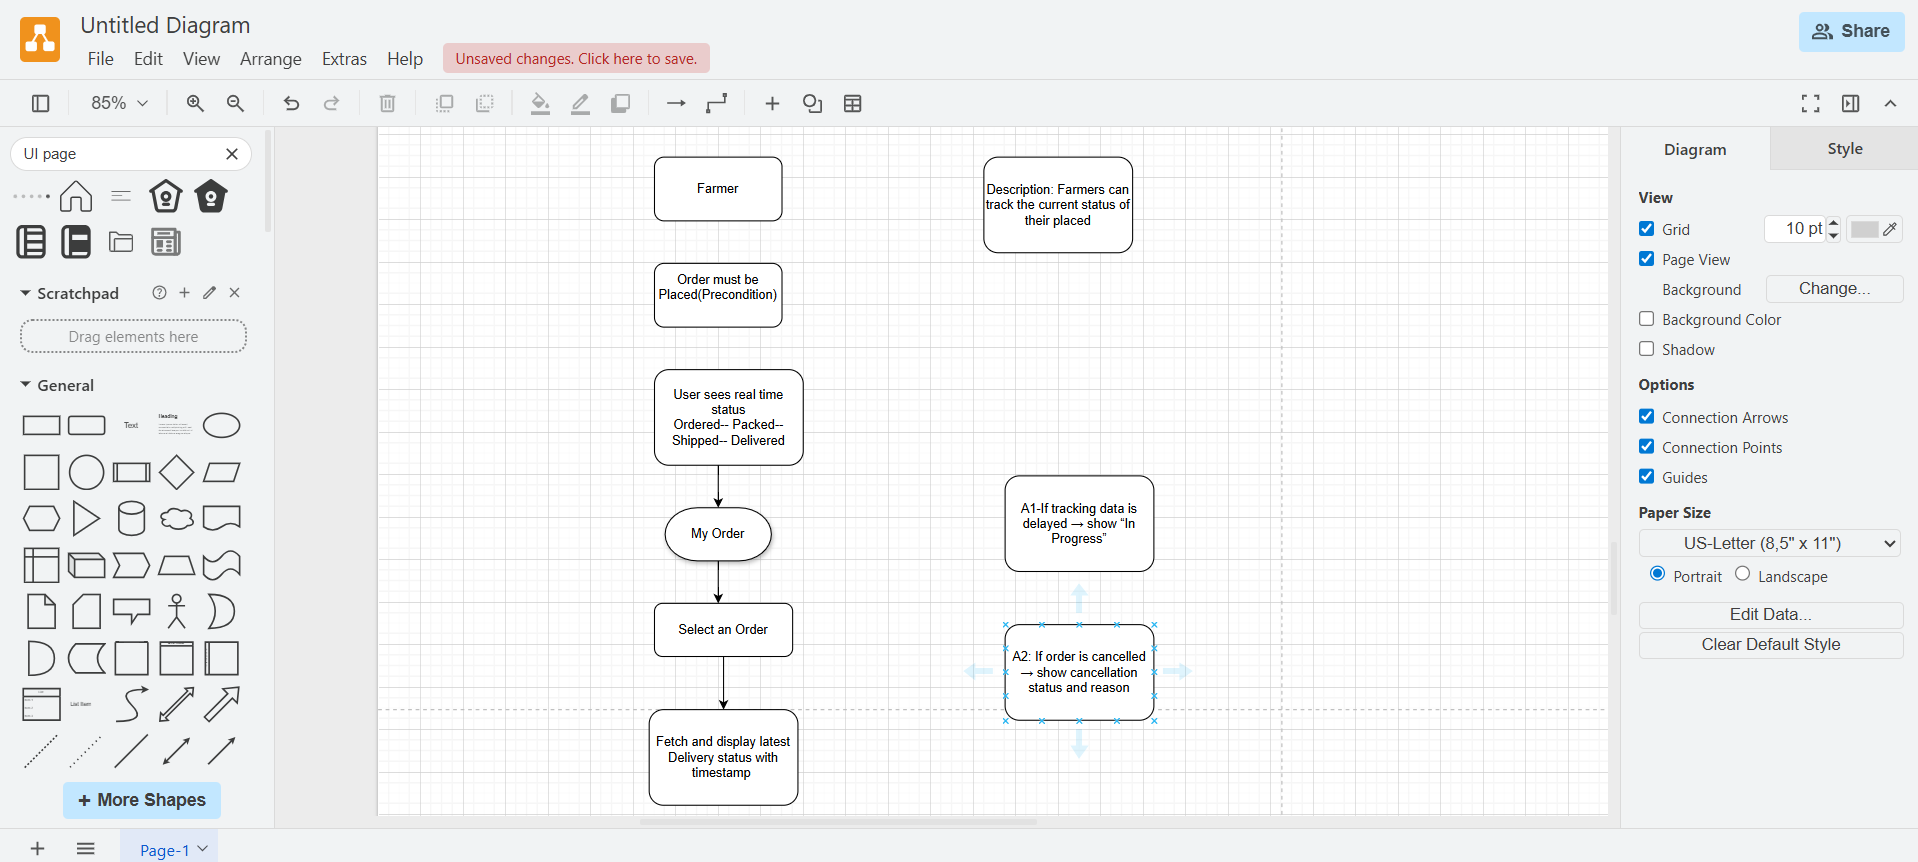 Untitled Diagram
File Edit View Arrange Extras Help Unsaved changes. Click here to save.
Share
85%
UI page
Scratchpad
Drag elements here
General
Text
Heading
List Item
+ More Shapes
Page-1
Farmer
Order must be
Placed(Precondition)
User sees real time
status
Ordered-- Packed--
Shipped-- Delivered
My Order
Select an Order
Fetch and display latest
Delivery status with
timestamp
Description: Farmers can
track the current status of
their placed
A1-If tracking data is
delayed → show “In
Progress”
A2: If order is cancelled
→ show cancellation
status and reason
Diagram Style
View
Grid 10 pt
Page View
Background Change...
Background Color
Shadow
Options
Connection Arrows
Connection Points
Guides
Paper Size
US-Letter (8,5" x 11")
Portrait Landscape
Edit Data...
Clear Default Style